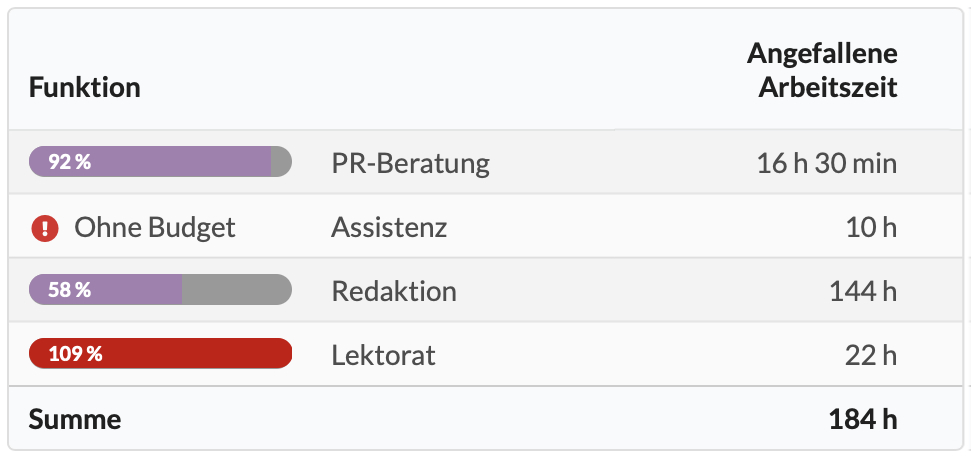 Funktion Angefallene Arbeitszeit
92 % PR-Beratung 16 h 30 min
! Ohne Budget Assistenz 10 h
58 % Redaktion 144 h
109 % Lektorat 22 h
Summe 184 h